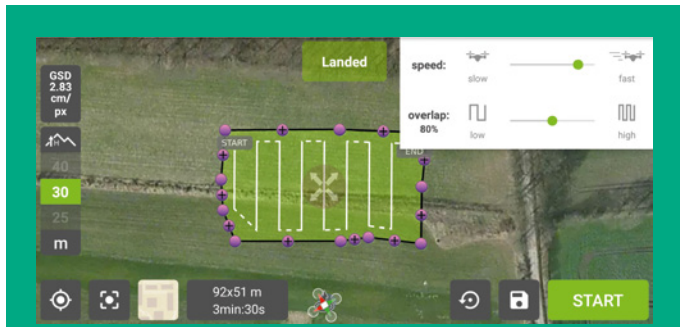 GSD
2.83
cm/
px
Landed
speed:
slow
fast
overlap:
80%
low
high
START
END
40
30
25
m
92x51 m
3min:30s
START